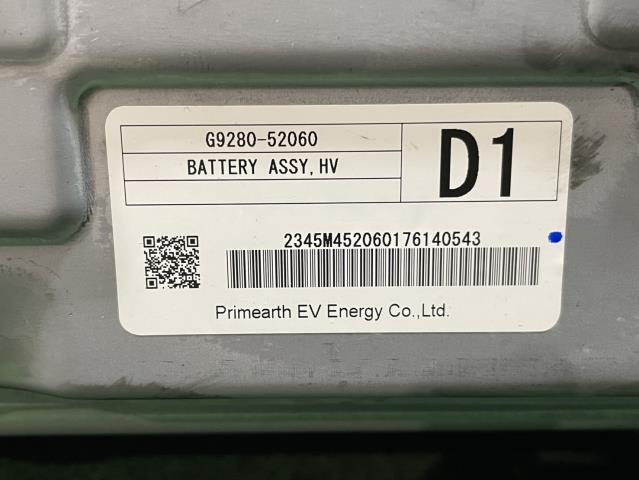 G9280-52060
BATTERY ASSY,HV
D1
2345M452060176140543
Primearth EV Energy Co.,Ltd.